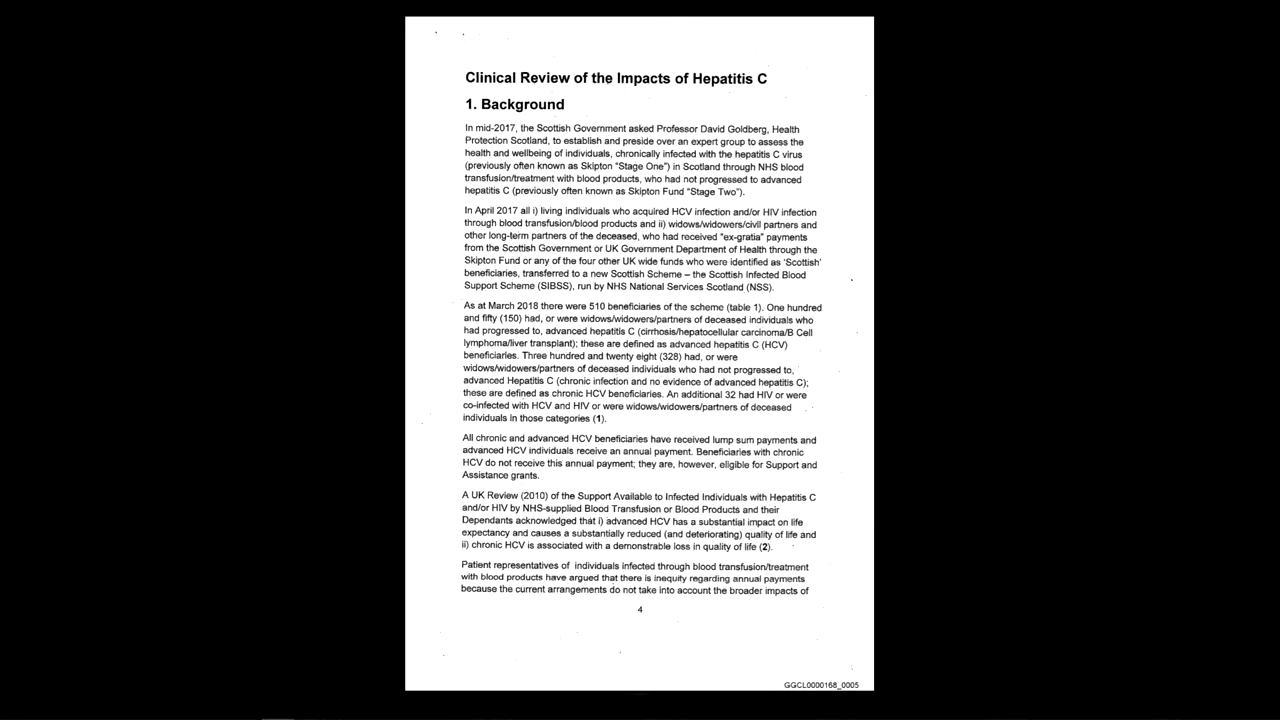 Clinical Review of the Impacts of Hepatitis C
1. Background
In mid-2017, the Scottish Government asked Professor David Goldberg, Health
Protection Scotland, to establish and preside over an expert group to assess the
health and wellbeing of individuals, chronically infected with the hepatitis C virus
(previously often known as Skipton "Stage One") in Scotland through NHS blood
transfusion/treatment with blood products, who had not progressed to advanced
hepatitis C (previously often known as Skipton Fund "Stage Two").
In April 2017 all i) living individuals who acquired HCV infection and/or HIV infection
through blood transfusion/blood products and ii) widows/widowers/civil partners and
other long-term partners of the deceased, who had received "ex-gratia" payments
from the Scottish Government or UK Government Department of Health through the
Skipton Fund or any of the four other UK wide funds who were identified as 'Scottish'
beneficiaries, transferred to a new Scottish Scheme – the Scottish Infected Blood
Support Scheme (SIBSS), run by NHS National Services Scotland (NSS).
As at March 2018 there were 510 beneficiaries of the scheme (table 1). One hundred
and fifty (150) had, or were widows/widowers/partners of deceased individuals who
had progressed to, advanced hepatitis C (cirrhosis/hepatocellular carcinoma/B Cell
lymphoma/liver transplant); these are defined as advanced hepatitis C (HCV)
beneficiaries. Three hundred and twenty eight (328) had, or were
widows/widowers/partners of deceased individuals who had not progressed to,
advanced Hepatitis C (chronic infection and no evidence of advanced hepatitis C);
these are defined as chronic HCV beneficiaries. An additional 32 had HIV or were
co-infected with HCV and HIV or were widows/widowers/partners of deceased
individuals in those categories (1).
All chronic and advanced HCV beneficiaries have received lump sum payments and
advanced HCV individuals receive an annual payment. Beneficiaries with chronic
HCV do not receive this annual payment; they are, however, eligible for Support and
Assistance grants.
A UK Review (2010) of the Support Available to Infected Individuals with Hepatitis C
and/or HIV by NHS-supplied Blood Transfusion or Blood Products and their
Dependants acknowledged that i) advanced HCV has a substantial impact on life
expectancy and causes a substantially reduced (and deteriorating) quality of life and
ii) chronic HCV is associated with a demonstrable loss in quality of life (2).
Patient representatives of individuals infected through blood transfusion/treatment
with blood products have argued that there is inequity regarding annual payments
because the current arrangements do not take into account the broader impacts of
4
GGCL0000168_0005